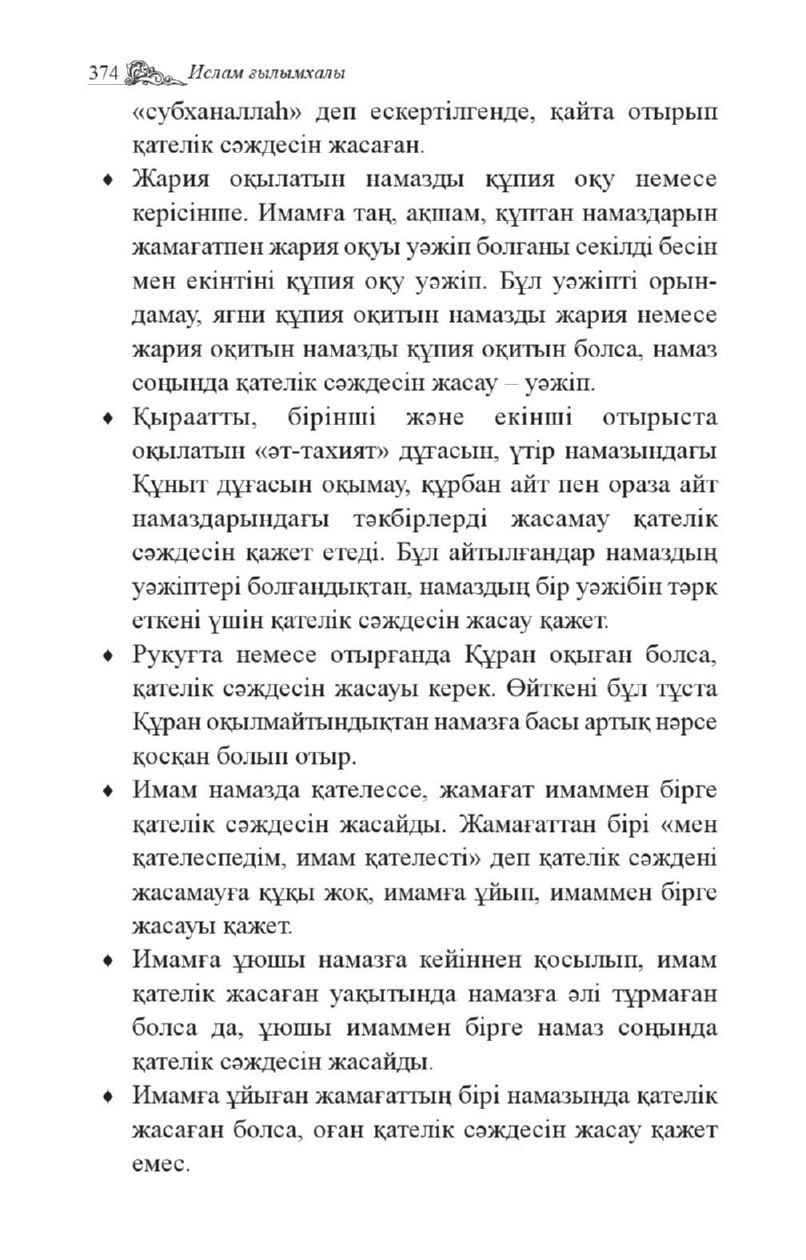 374 Ислам ғылымхалы
«субханаллаһ» деп ескертілгенде, қайта отырып
қателік сәждесін жасаған.
♦ Жария оқылатын намазды құпия оқу немесе
керісінше. Имамға таң, ақшам, құптан намаздарын
жамағатпен жария оқуы уәжіп болғаны секілді бесін
мен екінтіні құпия оқу уәжіп. Бұл уәжіпті орын-
дамау, яғни құпия оқитын намазды жария немесе
жария оқитын намазды құпия оқитын болса, намаз
соңында қателік сәждесін жасау – уәжіп.
♦ Қыраатты, бірінші және екінші отырыста
оқылатын «әт-тахият» дұғасын, үтір намазындағы
Құныт дұғасын оқымау, құрбан айт пен ораза айт
намаздарындағы тәкбірлерді жасамау қателік
сәждесін қажет етеді. Бұл айтылғандар намаздың
уәжіптері болғандықтан, намаздың бір уәжібін тәрк
еткені үшін қателік сәждесін жасау қажет.
♦ Рукуғта немесе отырғанда Құран оқыған болса,
қателік сәждесін жасауы керек. Өйткені бұл тұста
Құран оқылмайтындықтан намазға басы артық нәрсе
қосқан болып отыр.
♦ Имам намазда қателессе, жамағат имаммен бірге
қателік сәждесін жасайды. Жамағаттан бірі «мен
қателеспедім, имам қателесті» деп қателік сәждені
жасамауға құқы жоқ, имамға ұйып, имаммен бірге
жасауы қажет.
♦ Имамға ұюшы намазға кейіннен қосылып, имам
қателік жасаған уақытында намазға әлі тұрмаған
болса да, ұюшы имаммен бірге намаз соңында
қателік сәждесін жасайды.
♦ Имамға ұйыған жамағаттың бірі намазында қателік
жасаған болса, оған қателік сәждесін жасау қажет
емес.